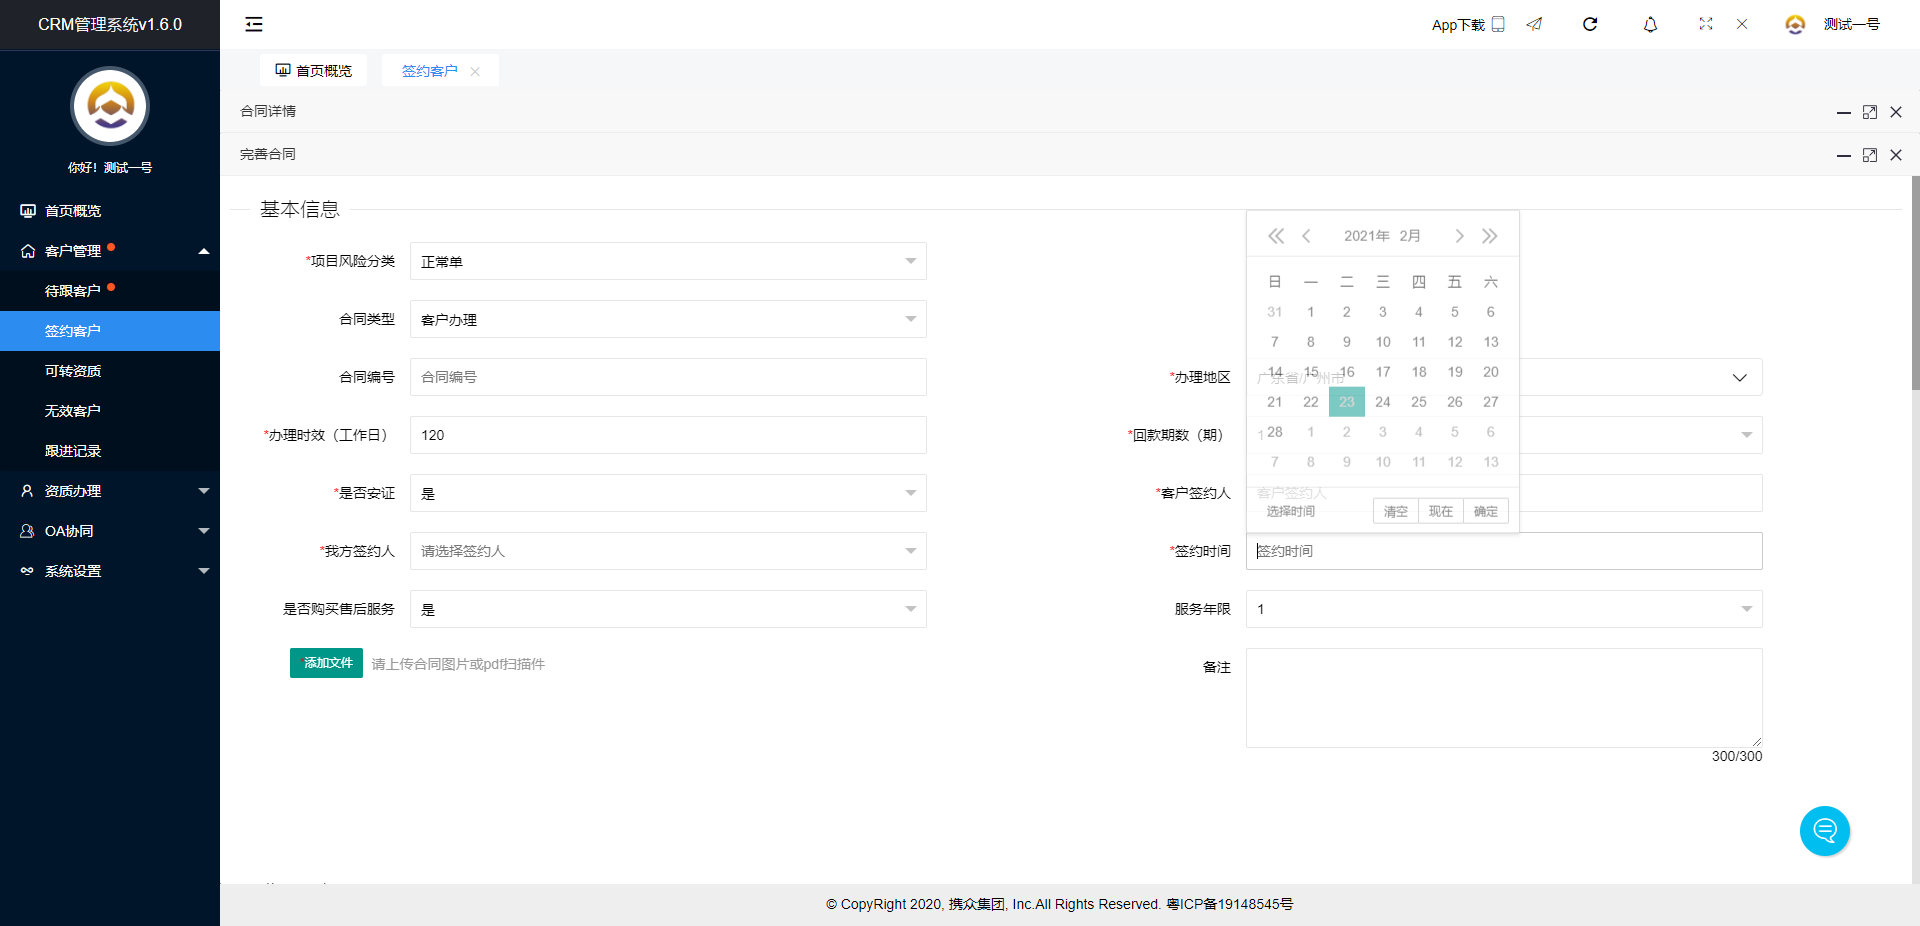 CRM管理系统v1.6.0
App下载
测试一号
首页概览
签约客户
你好！测试一号
首页概览
客户管理
待跟客户
签约客户
可转资质
无效客户
跟进记录
资质办理
OA协同
系统设置
合同详情
完善合同
基本信息
*项目风险分类
正常单
合同类型
客户办理
合同编号
合同编号
*办理地区
广东省/广州市
*办理时效（工作日）
120
*回款期数（期）
1
*是否安证
是
*客户签约人
客户签约人
*我方签约人
请选择签约人
*签约时间
签约时间
是否购买售后服务
是
服务年限
1
*添加文件
请上传合同图片或pdf扫描件
备注
300/300
2021年 2月
日 一 二 三 四 五 六
31 1 2 3 4 5 6
7 8 9 10 11 12 13
14 15 16 17 18 19 20
21 22 23 24 25 26 27
28 1 2 3 4 5 6
7 8 9 10 11 12 13
选择时间
清空
现在
确定
© CopyRight 2020, 携众集团, Inc.All Rights Reserved. 粤ICP备19148545号